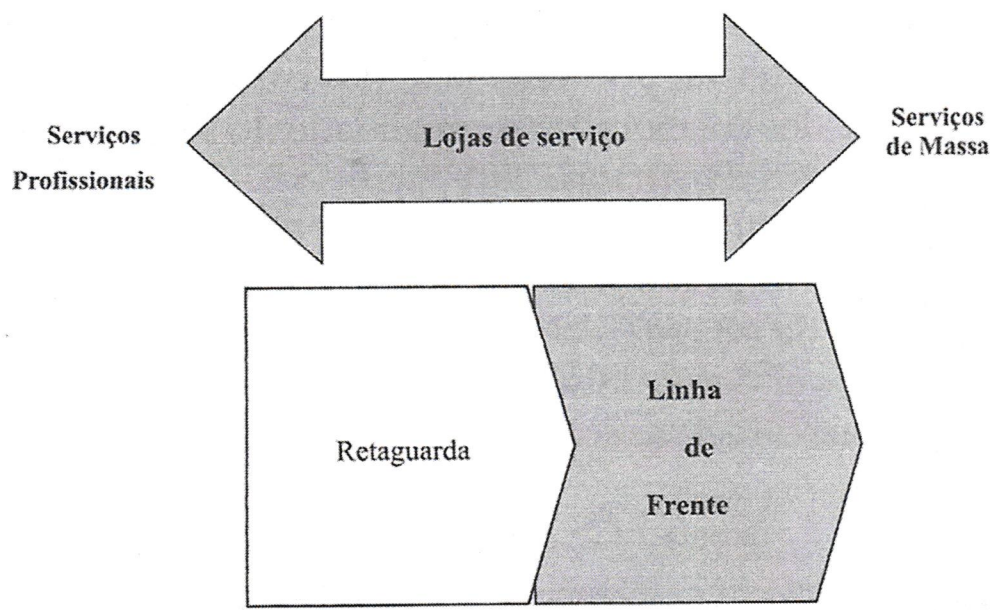 Serviços
Profissionais
Lojas de serviço
Serviços
de Massa
Retaguarda
Linha
de
Frente